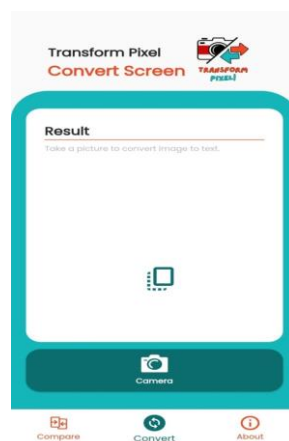 Transform Pixel
Convert Screen
TRANSFORM
PIXEL!
Result
Take a picture to convert image to text.
Camera
Compare
Convert
About